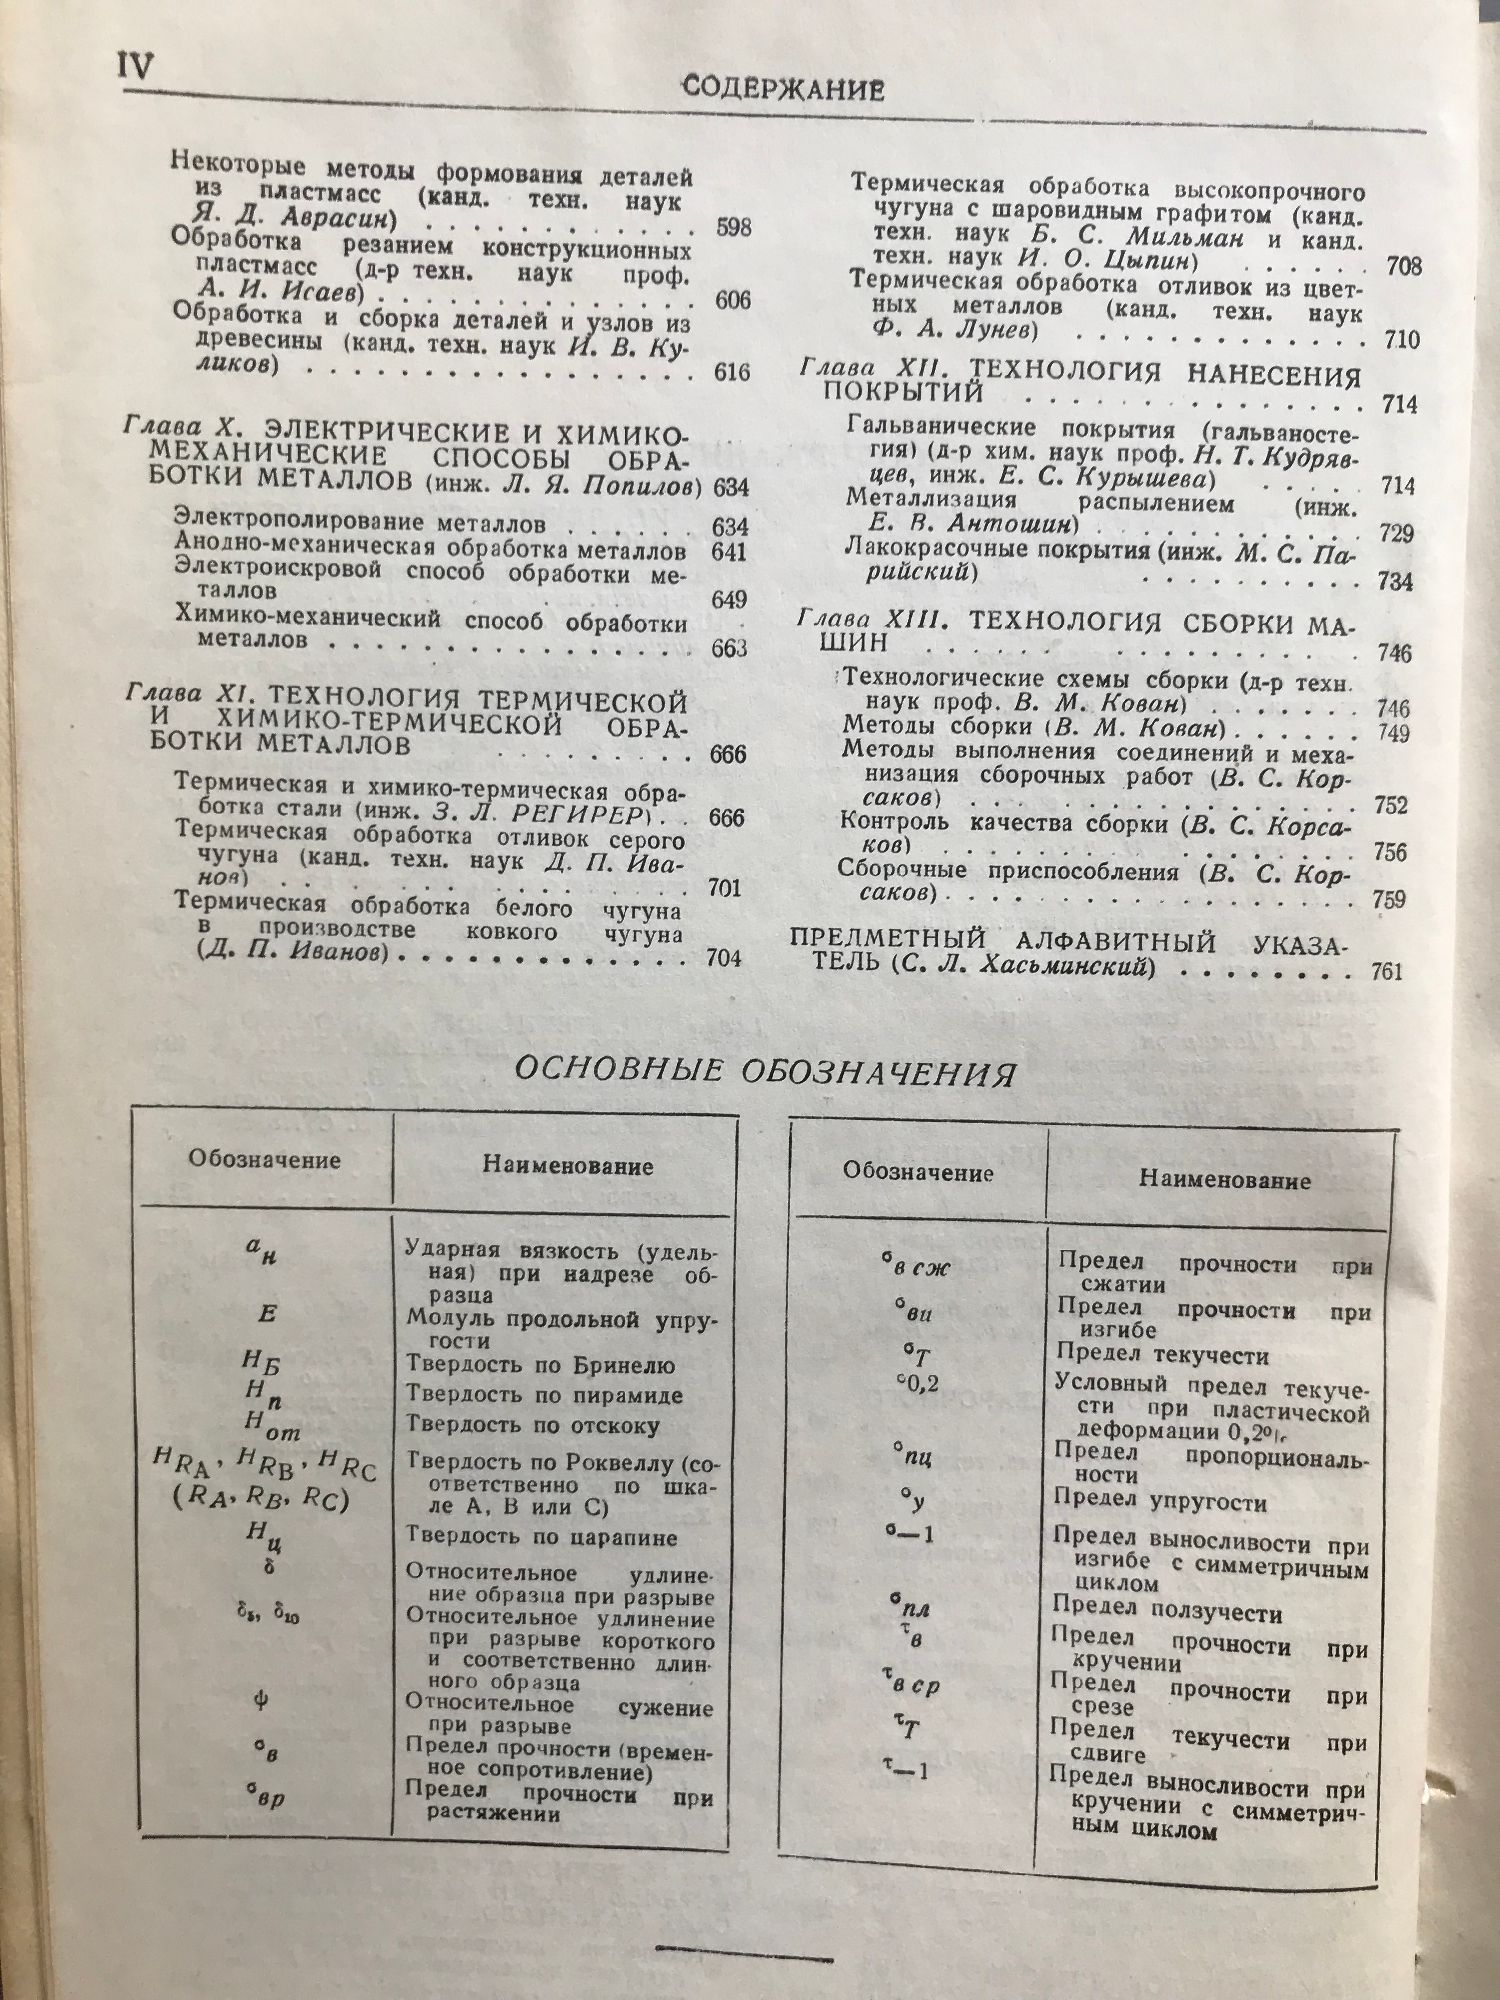 IV
СОДЕРЖАНИЕ
Некоторые методы формования деталей
из пластмасс (канд. техн. наук
Я. Д. Аврасин) . . . . . . . . . . . . 598
Обработка резанием конструкционных
пластмасс (д-р техн. наук проф.
А. И. Исаев) . . . . . . . . . . . . . 606
Обработка и сборка деталей и узлов из
древесины (канд. техн. наук И. В. Ку-
ликов) . . . . . . . . . . . . . . . . 616
Глава X. ЭЛЕКТРИЧЕСКИЕ И ХИМИКО-
МЕХАНИЧЕСКИЕ СПОСОБЫ ОБРА-
БОТКИ МЕТАЛЛОВ (инж. Л. Я. Попилов) 634
Электрополирование металлов . . . . . . 634
Анодно-механическая обработка металлов 641
Электроискровой способ обработки ме-
таллов 649
Химико-механический способ обработки
металлов . . . . . . . . . . . . . . . 663
Глава XI. ТЕХНОЛОГИЯ ТЕРМИЧЕСКОЙ
И ХИМИКО-ТЕРМИЧЕСКОЙ ОБРА-
БОТКИ МЕТАЛЛОВ . . . . . . . . . 666
Термическая и химико-термическая обра-
ботка стали (инж. З. Л. РЕГИРЕР) . . 666
Термическая обработка отливок серого
чугуна (канд. техн. наук Д. П. Ива-
нов) . . . . . . . . . . . . . . 701
Термическая обработка белого чугуна
в производстве ковкого чугуна
(Д. П. Иванов) . . . . . . . . . . . . . 704
Термическая обработка высокопрочного
чугуна с шаровидным графитом (канд.
техн. наук Б. С. Мильман и канд.
техн. наук И. О. Цыпин) . . . . . . 708
Термическая обработка отливок из цвет-
ных металлов (канд. техн. наук
Ф. А. Лунев) . . . . . . . . . . . . . 710
Глава XII. ТЕХНОЛОГИЯ НАНЕСЕНИЯ
ПОКРЫТИЙ . . . . . . . . . . . . . 714
Гальванические покрытия (гальваносте-
гия) (д-р хим. наук проф. Н. Т. Кудряв-
цев, инж. Е. С. Курышева) . . . . . 714
Металлизация распылением (инж.
Е. В. Антошин) . . . . . . . . . . . . 729
Лакокрасочные покрытия (инж. М. С. Па-
рийский) . . . . . . . . . . 734
Глава XIII. ТЕХНОЛОГИЯ СБОРКИ МА-
ШИН . . . . . . . . . . . . . . . . 746
Технологические схемы сборки (д-р техн.
наук проф. В. М. Кован) . . . . . . . 746
Методы сборки (В. М. Кован) . . . . . . 749
Методы выполнения соединений и меха-
низация сборочных работ (В. С. Кор-
саков) . . . . . . . . . . . . . . . . 752
Контроль качества сборки (В. С. Корса-
ков) . . . . . . . . . . . . . . . . 756
Сборочные приспособления (В. С. Кор-
саков) . . . . . . . . . . . . . . . . . 759
ПРЕДМЕТНЫЙ АЛФАВИТНЫЙ УКАЗА-
ТЕЛЬ (С. Л. Хасьминский) . . . . . . . . 761
ОСНОВНЫЕ ОБОЗНАЧЕНИЯ
Обозначение Наименование
aн Ударная вязкость (удель-
ная) при надрезе об-
разца
E Модуль продольной упру-
гости
HБ Твердость по Бринелю
Hп Твердость по пирамиде
Hот Твердость по отскоку
HRA, HRB, HRC Твердость по Роквеллу (со-
(RA, RB, RC) ответственно по шка-
ле А, В или С)
Hц Твердость по царапине
δ Относительное удлине-
ние образца при разрыве
δ5, δ10 Относительное удлинение
при разрыве короткого
и соответственно длин-
ного образца
ψ Относительное сужение
при разрыве
σв Предел прочности (времен-
ное сопротивление)
σвр Предел прочности при
растяжении
Обозначение Наименование
σв сж Предел прочности при
сжатии
σви Предел прочности при
изгибе
σT Предел текучести
σ0,2 Условный предел текуче-
сти при пластической
деформации 0,2%
σпц Предел пропорциональ-
ности
σу Предел упругости
σ—1 Предел выносливости при
изгибе с симметричным
циклом
σпл Предел ползучести
τв Предел прочности при
кручении
τв ср Предел прочности при
срезе
τT Предел текучести при
сдвиге
τ—1 Предел выносливости при
кручении с симметрич-
ным циклом